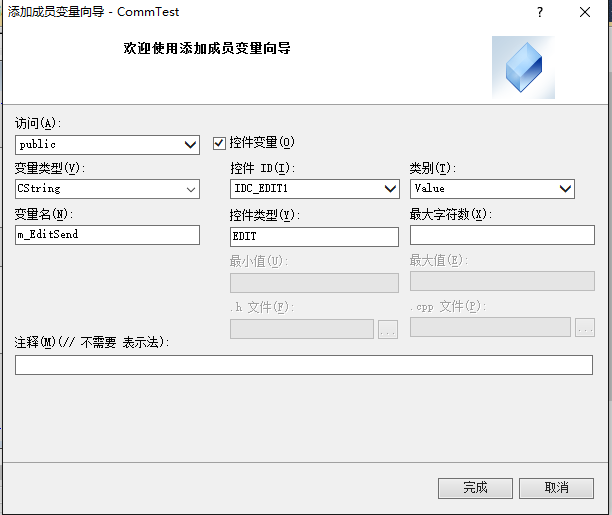 添加成员变量向导 - CommTest
?
欢迎使用添加成员变量向导
访问(A):
public
控件变量(O)
变量类型(V):
控件 ID(I):
类别(T):
CString
IDC_EDIT1
Value
变量名(N):
控件类型(Y):
最大字符数(X):
m_EditSend
EDIT
最小值(U):
最大值(E):
.h 文件(F):
.cpp 文件(P):
...
...
注释(M)(// 不需要 表示法):
完成
取消